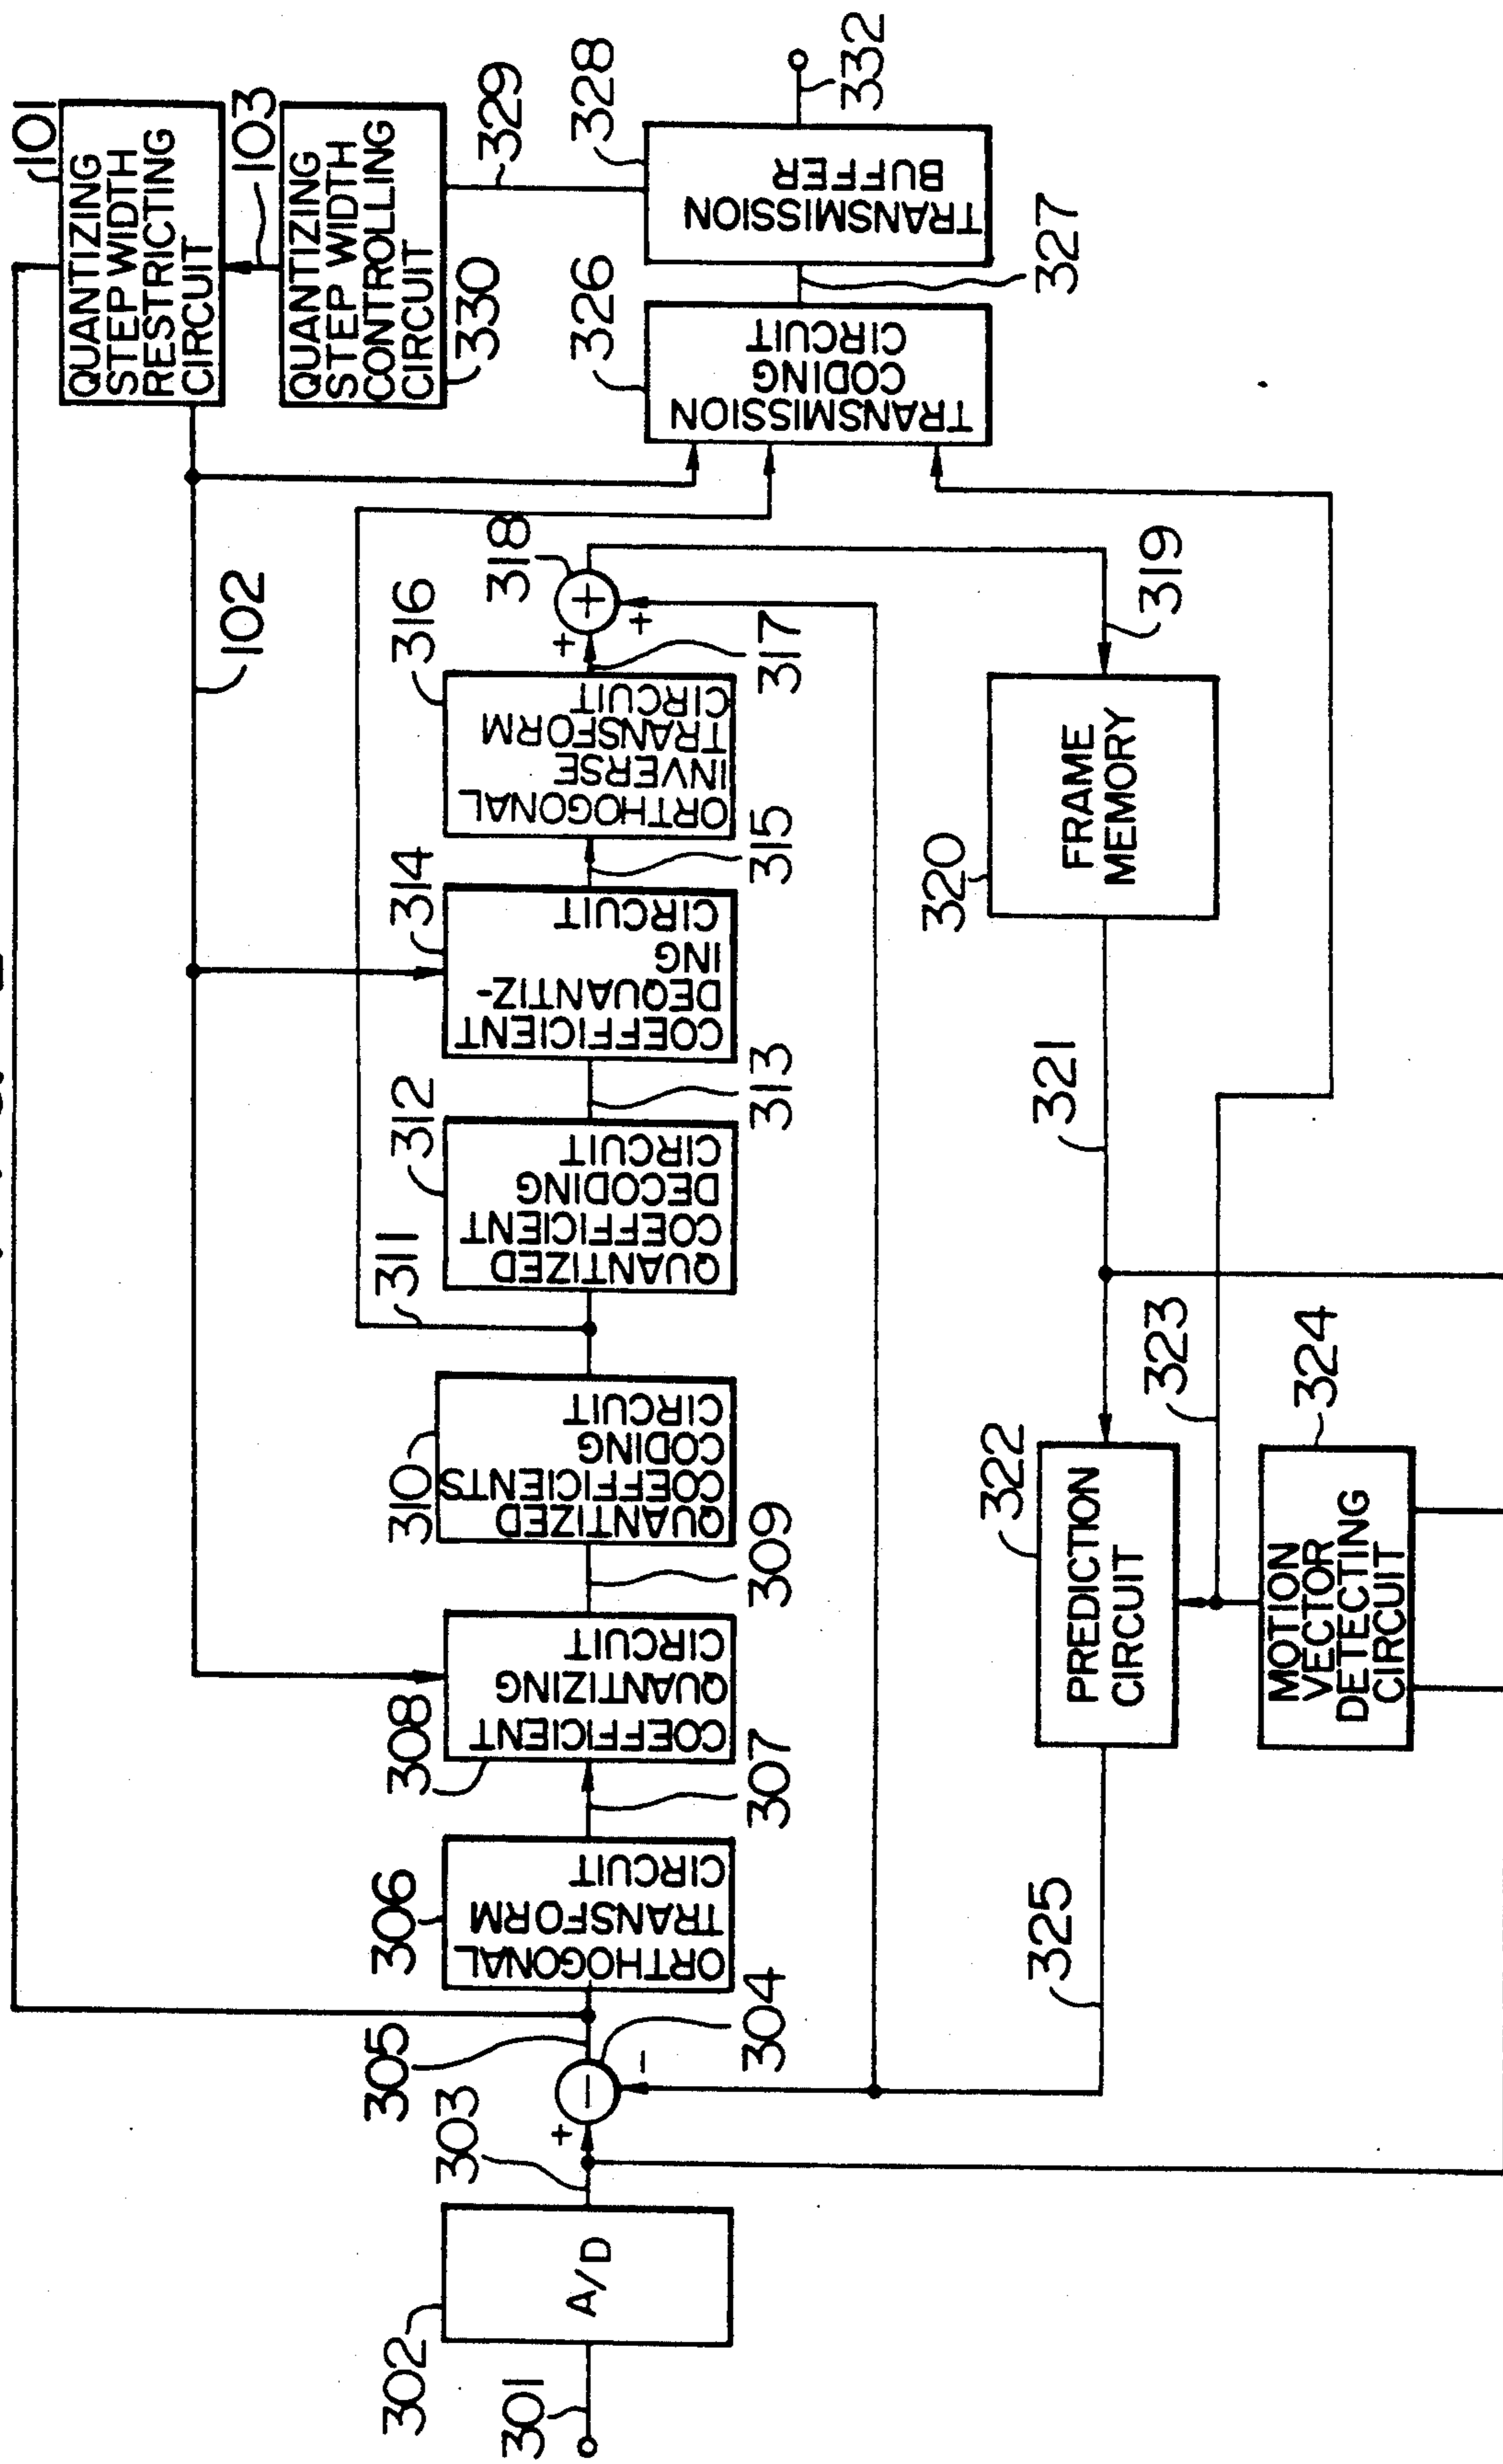 101
QUANTIZING
STEP WIDTH
RESTRICTING
CIRCUIT
103
QUANTIZING
STEP WIDTH
CONTROLLING
CIRCUIT
330
329
102
328
TRANSMISSION
BUFFER
332
327
326
TRANSMISSION
CODING
CIRCUIT
301
302
A/D
303
+
−
−
304
305
306
ORTHOGONAL
TRANSFORM
CIRCUIT
307
308
COEFFICIENT
QUANTIZING
CIRCUIT
309
310
QUANTIZED
COEFFICIENTS
CODING
CIRCUIT
311
312
QUANTIZED
COEFFICIENT
DECODING
CIRCUIT
313
314
COEFFICIENT
DEQUANTIZ-
ING
CIRCUIT
315
316
ORTHOGONAL
INVERSE
TRANSFORM
CIRCUIT
317
+
+
+
318
319
320
FRAME
MEMORY
321
322
PREDICTION
CIRCUIT
323
324
MOTION
VECTOR
DETECTING
CIRCUIT
325